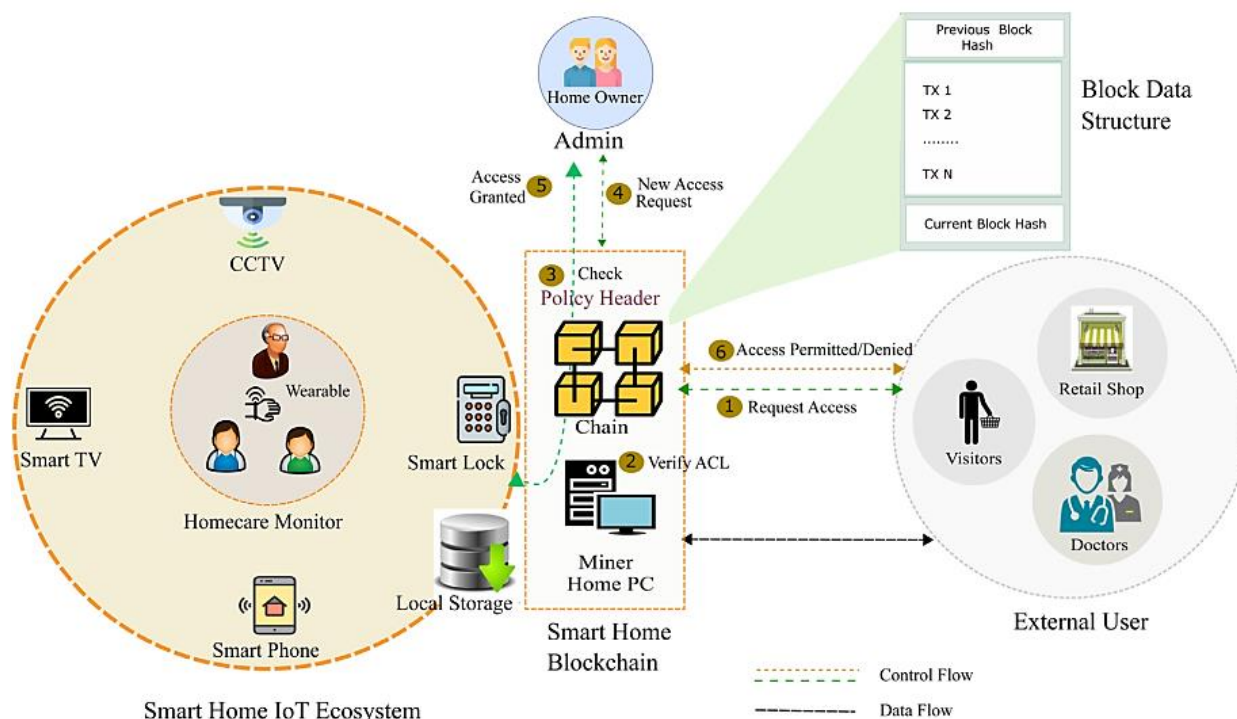 Home Owner
Admin
Access
Granted
5
4
New Access
Request
Previous Block
Hash
TX 1
TX 2
........
TX N
Current Block Hash
Block Data
Structure
CCTV
Wearable
Smart TV
Smart Lock
Homecare Monitor
Smart Phone
Local Storage
Smart Home IoT Ecosystem
3 Check
Policy Header
Chain
2 Verify ACL
Miner
Home PC
Smart Home
Blockchain
6 Access Permitted/Denied
1 Request Access
Retail Shop
Visitors
Doctors
External User
Control Flow
Data Flow